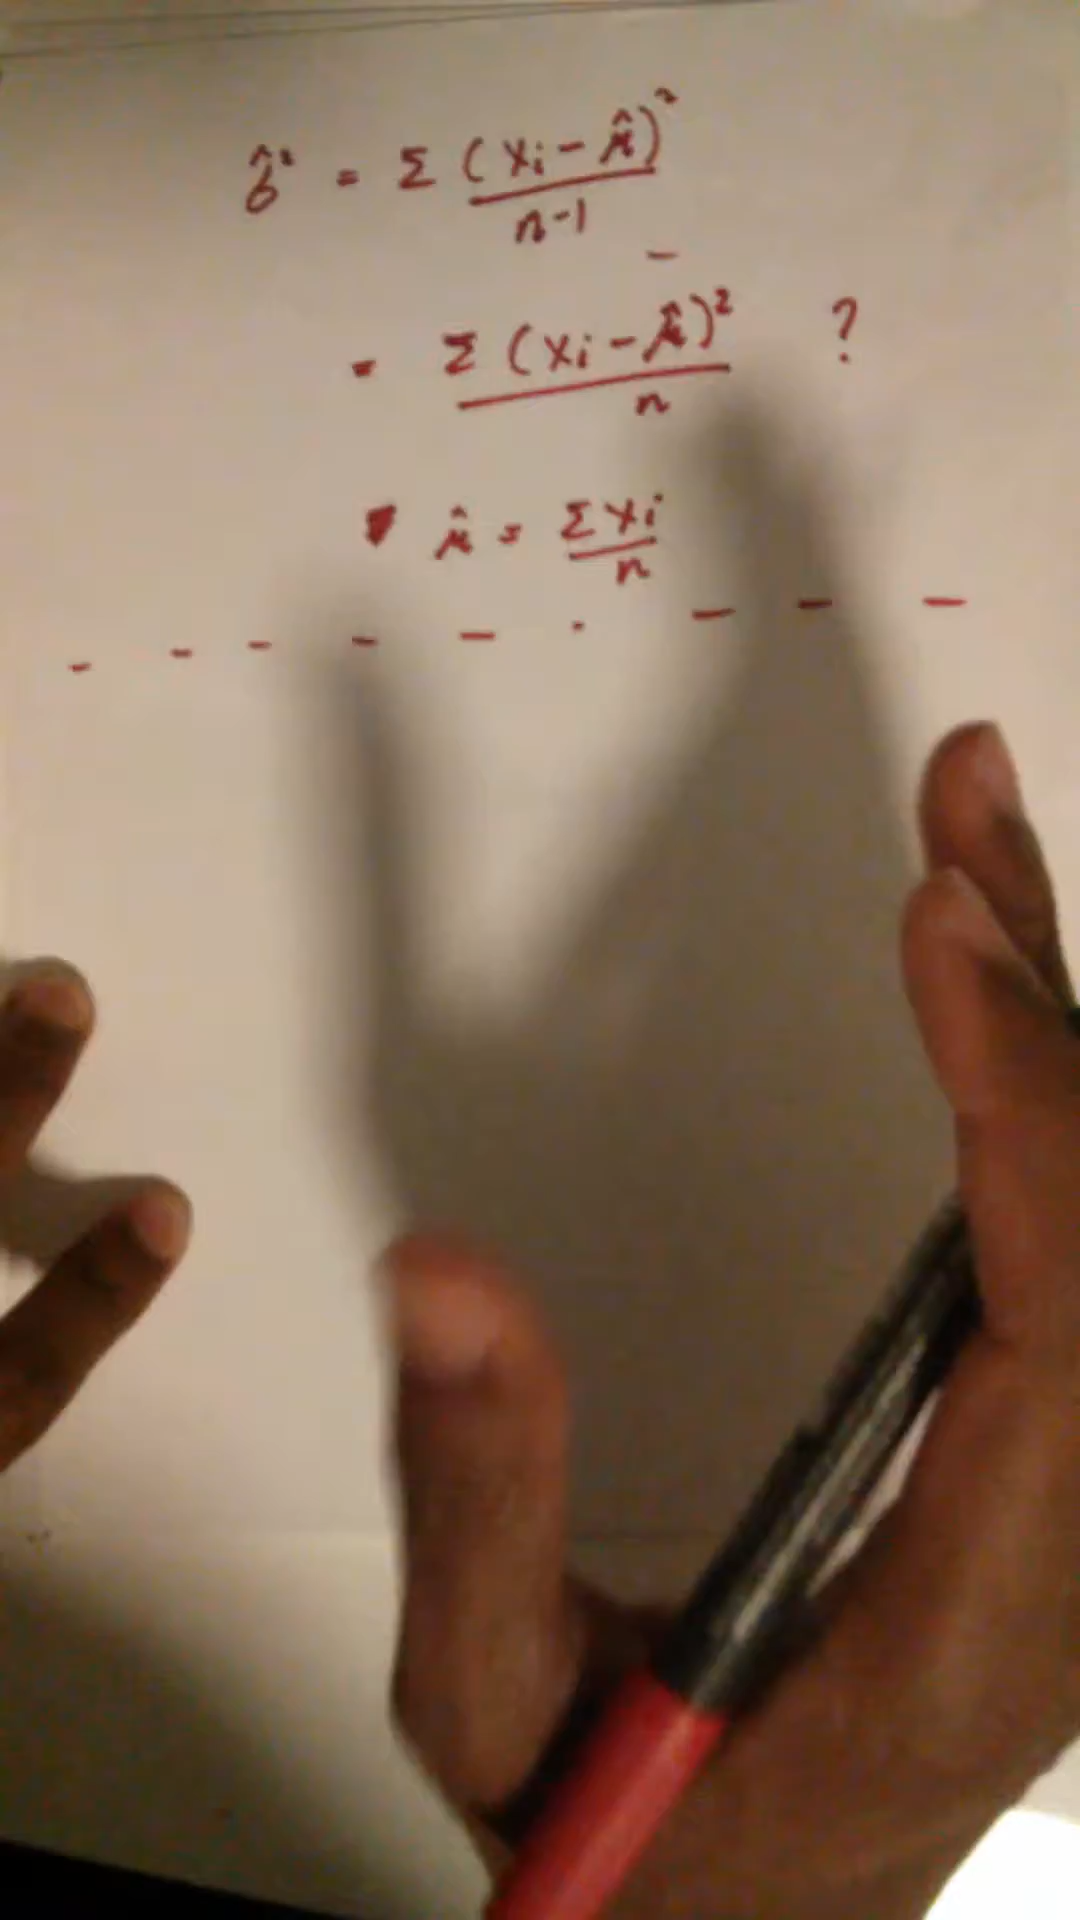 σ̂² = Σ (xi - μ̂)² / n-1
= Σ (xi - μ̂)² / n ?
μ̂ = Σxi / n